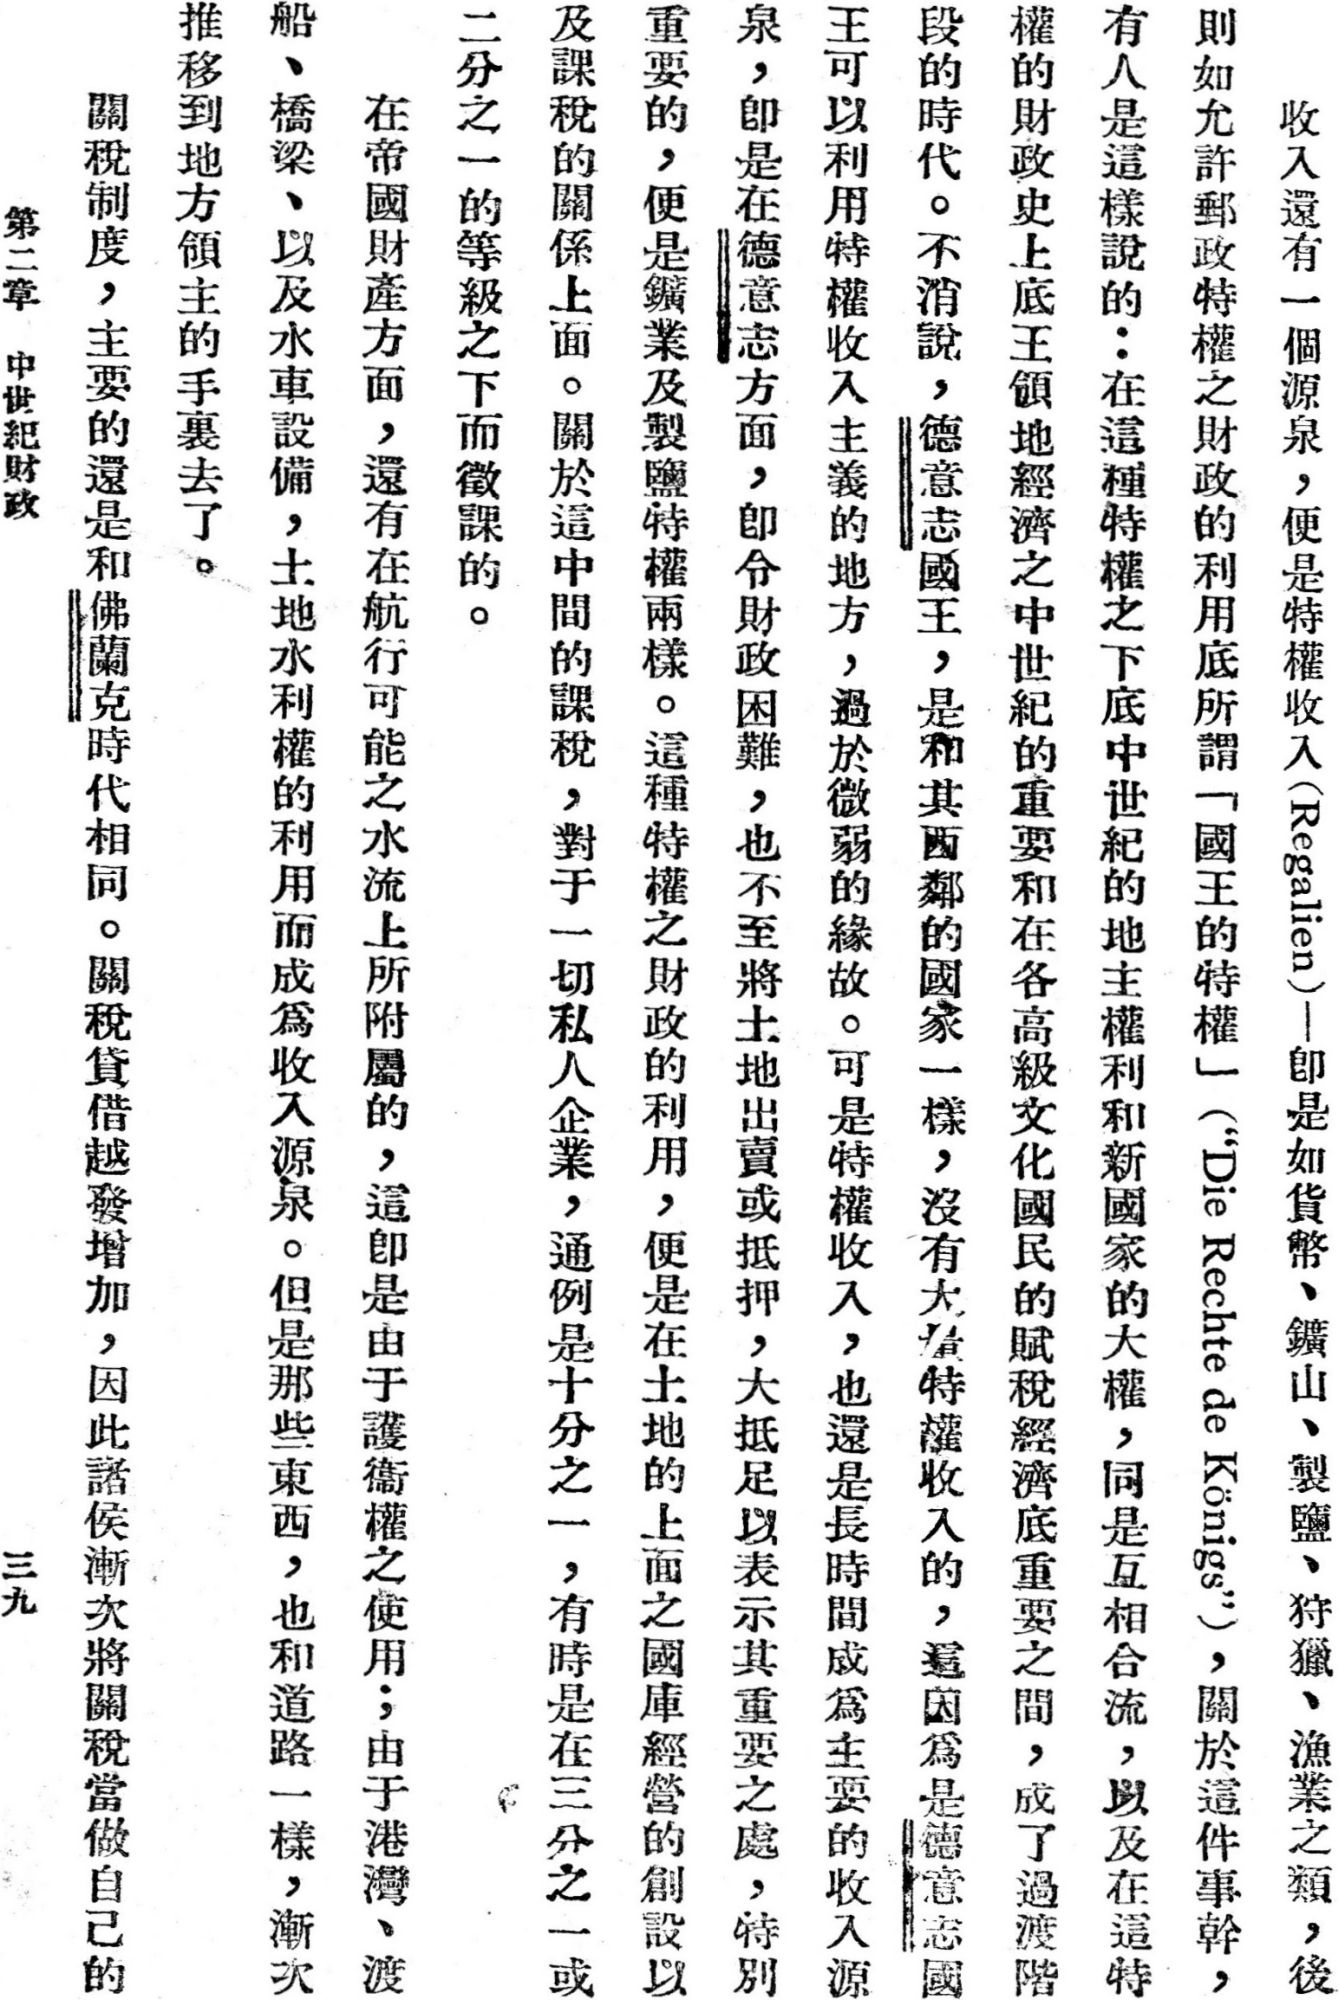 收入還有一個源泉，便是特權收入(Regalien)—卽是如貨幣、鑛山、製鹽、狩獵、漁業之類，後
則如允許郵政特權之財政的利用底所謂「國王的特權」(“Die Rechte de Königs”)，關於這件事幹，
有人是這樣說的：在這種特權之下底中世紀的地主權利和新國家的大權，同是互相合流，以及在這特
權的財政史上底王領地經濟之中世紀的重要和在各高級文化國民的賦稅經濟底重要之間，成了過渡階
段的時代。不消說，德意志國王，是和其西鄰的國家一樣，沒有大量特權收入的，這因爲是德意志國
王可以利用特權收入主義的地方，過於微弱的緣故。可是特權收入，也還是長時間成爲主要的收入源
泉，卽是在德意志方面，卽令財政困難，也不至將土地出賣或抵押，大抵足以表示其重要之處，特別
重要的，便是鑛業及製鹽特權兩樣。這種特權之財政的利用，便是在土地的上面之國庫經營的創設以
及課稅的關係上面。關於這中間的課稅，對于一切私人企業，通例是十分之一，有時是在三分之一或
二分之一的等級之下而徵課的。
在帝國財產方面，還有在航行可能之水流上所附屬的，這卽是由于護衞權之使用；由于港灣、渡
船、橋梁、以及水車設備，土地水利權的利用而成爲收入源泉。但是那些東西，也和道路一樣，漸次
推移到地方領主的手裏去了。
關稅制度，主要的還是和佛蘭克時代相同。關稅貸借越發增加，因此諸侯漸次將關稅當做自己的
第二章　中世紀財政
三九